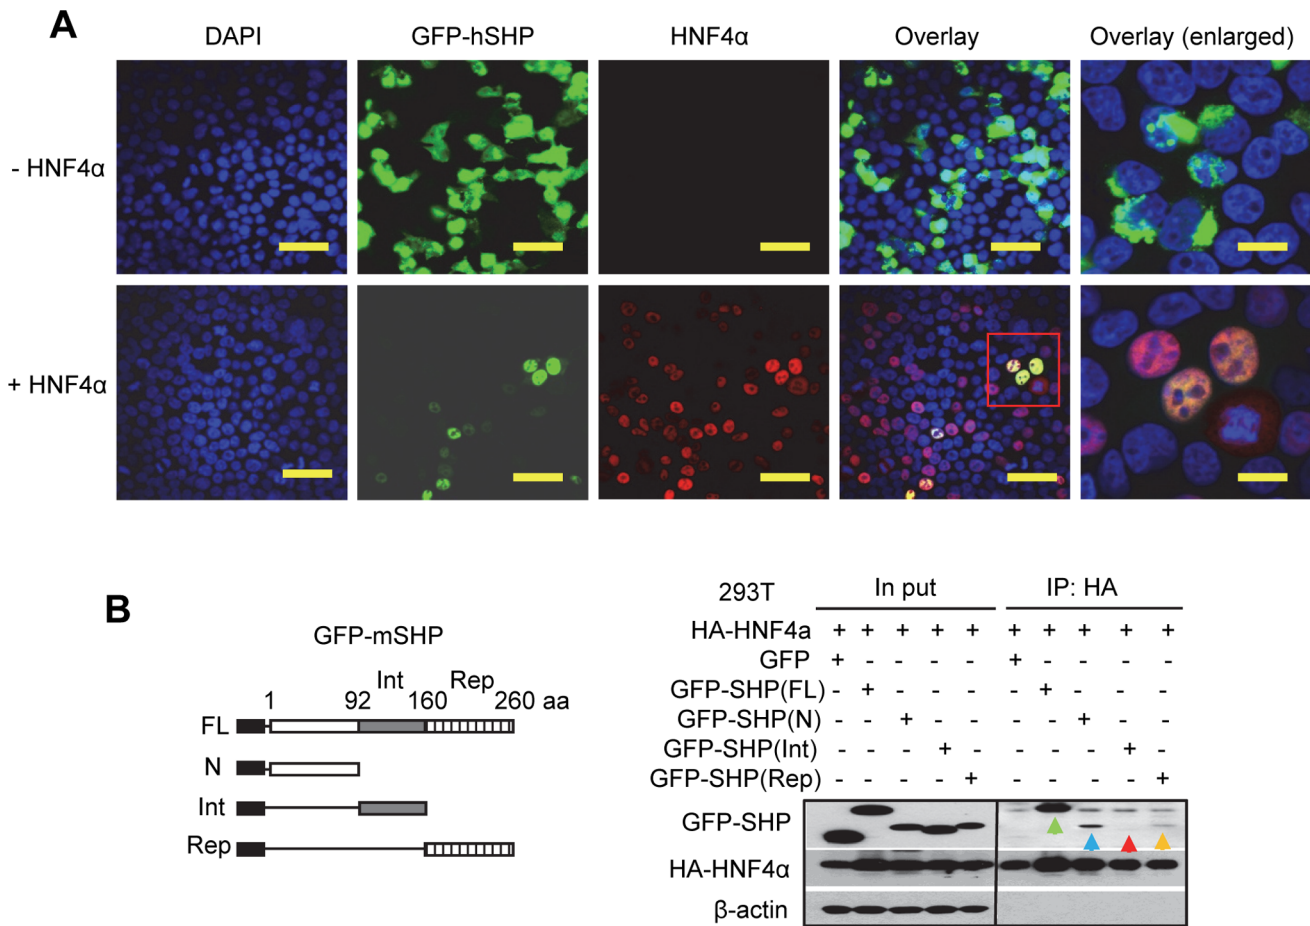 A
DAPI GFP-hSHP HNF4α Overlay Overlay (enlarged)
- HNF4α
+ HNF4α
B
GFP-mSHP
Int Rep
1 92 160 260 aa
FL
N
Int
Rep
293T In put IP: HA
HA-HNF4a + + + + + + + + + +
GFP + - - - - + - - - -
GFP-SHP(FL) - + - - - - + - - -
GFP-SHP(N) - - + - - - - + - -
GFP-SHP(Int) - - - + - - - - + -
GFP-SHP(Rep) - - - - + - - - - +
GFP-SHP
HA-HNF4α
β-actin